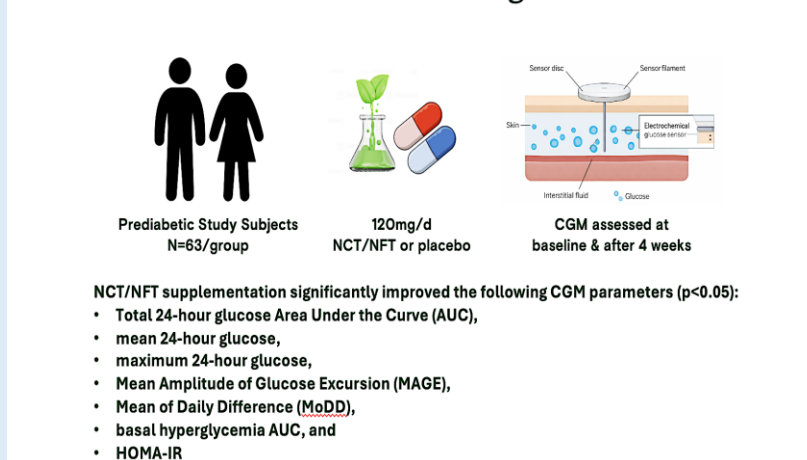 Sensor disc
Sensor filament
Skin
Electrochemical
glucose sensor
Interstitial fluid
Glucose
Prediabetic Study Subjects
N=63/group
120mg/d
NCT/NFT or placebo
CGM assessed at
baseline & after 4 weeks
NCT/NFT supplementation significantly improved the following CGM parameters (p<0.05):
• Total 24-hour glucose Area Under the Curve (AUC),
• mean 24-hour glucose,
• maximum 24-hour glucose,
• Mean Amplitude of Glucose Excursion (MAGE),
• Mean of Daily Difference (MoDD),
• basal hyperglycemia AUC, and
• HOMA-IR